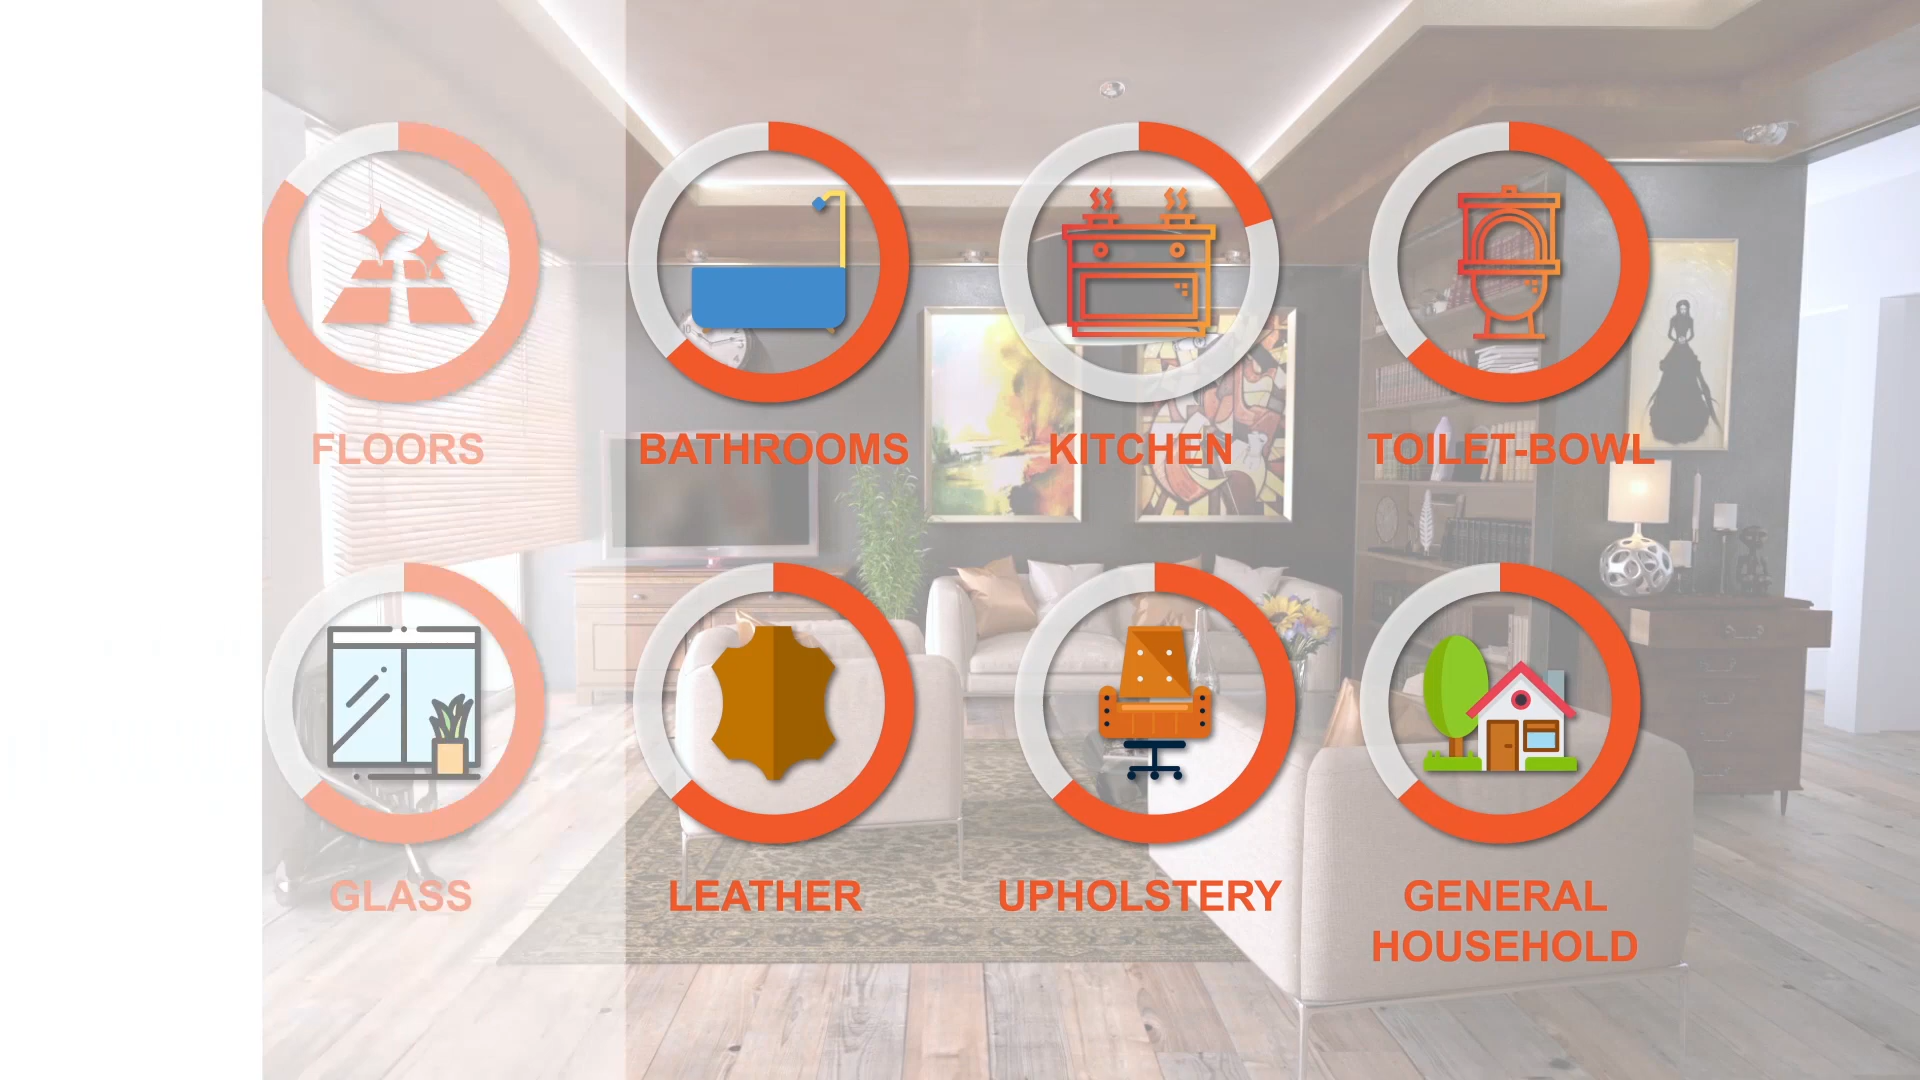 FLOORS
BATHROOMS
KITCHEN
TOILET-BOWL
GLASS
LEATHER
UPHOLSTERY
GENERAL
HOUSEHOLD